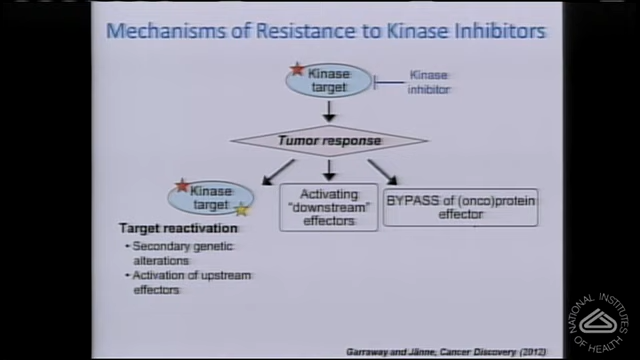 Mechanisms of Resistance to Kinase Inhibitors
Kinase
target
Kinase
inhibitor
Tumor response
Kinase
target
Activating
"downstream"
effectors
BYPASS of (onco)protein
effector
Target reactivation
• Secondary genetic
alterations
• Activation of upstream
effectors
Garraway and Jänne, Cancer Discovery (2012)
NATIONAL INSTITUTES
OF HEALTH